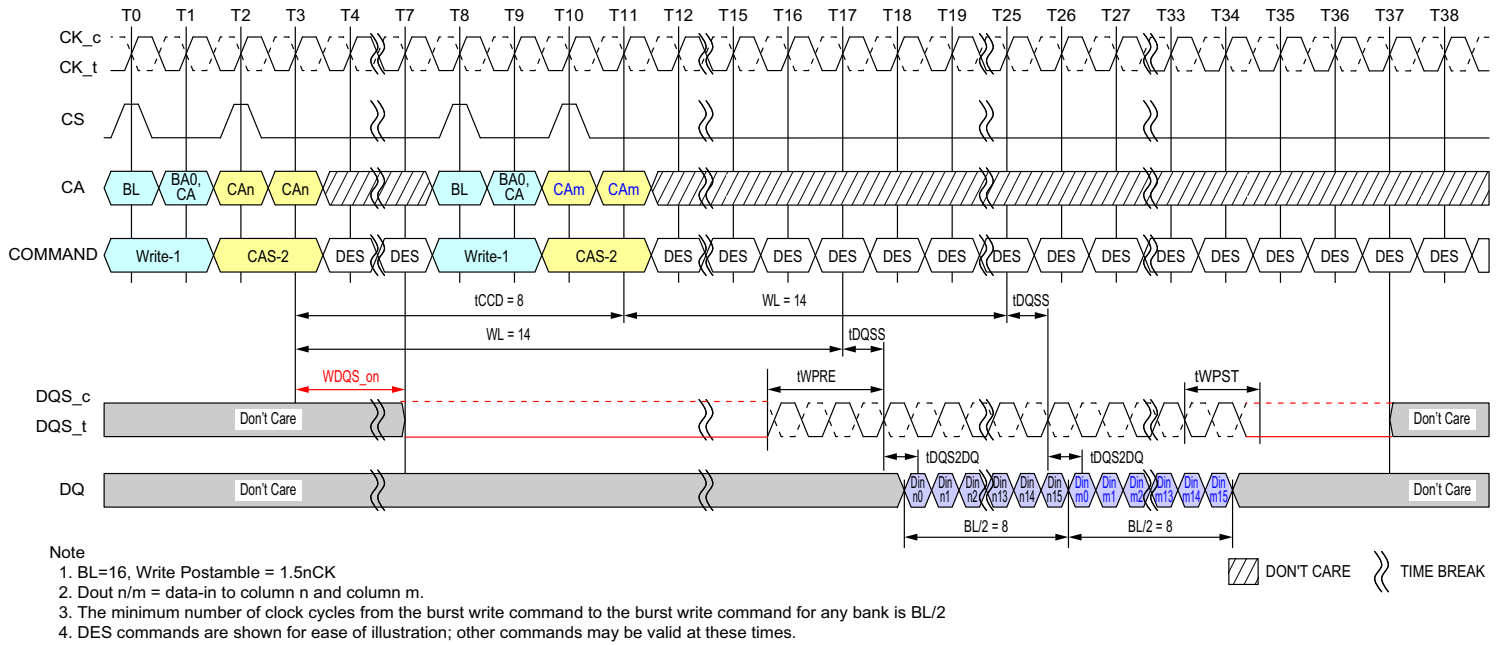 T0 T1 T2 T3 T4 T7 T8 T9 T10 T11 T12 T15 T16 T17 T18 T19 T25 T26 T27 T33 T34 T35 T36 T37 T38
CK_c
CK_t
CS
CA
BL BA0, CA CAn CAn BL BA0, CA CAm CAm
COMMAND
Write-1 CAS-2 DES DES Write-1 CAS-2 DES DES DES DES DES DES DES DES DES DES DES DES DES DES DES
tCCD = 8 WL = 14 tDQSS
WL = 14 tDQSS
WDQS_on tWPRE tWPST
DQS_c
DQS_t
Don't Care Don't Care
tDQS2DQ tDQS2DQ
DQ
Don't Care Din n0 Din n1 Din n2 Din n13 Din n14 Din n15 Din m0 Din m1 Din m2 Din m13 Din m14 Din m15 Don't Care
BL/2 = 8 BL/2 = 8
Note
1. BL=16, Write Postamble = 1.5nCK
2. Dout n/m = data-in to column n and column m.
3. The minimum number of clock cycles from the burst write command to the burst write command for any bank is BL/2
4. DES commands are shown for ease of illustration; other commands may be valid at these times.
DON'T CARE TIME BREAK